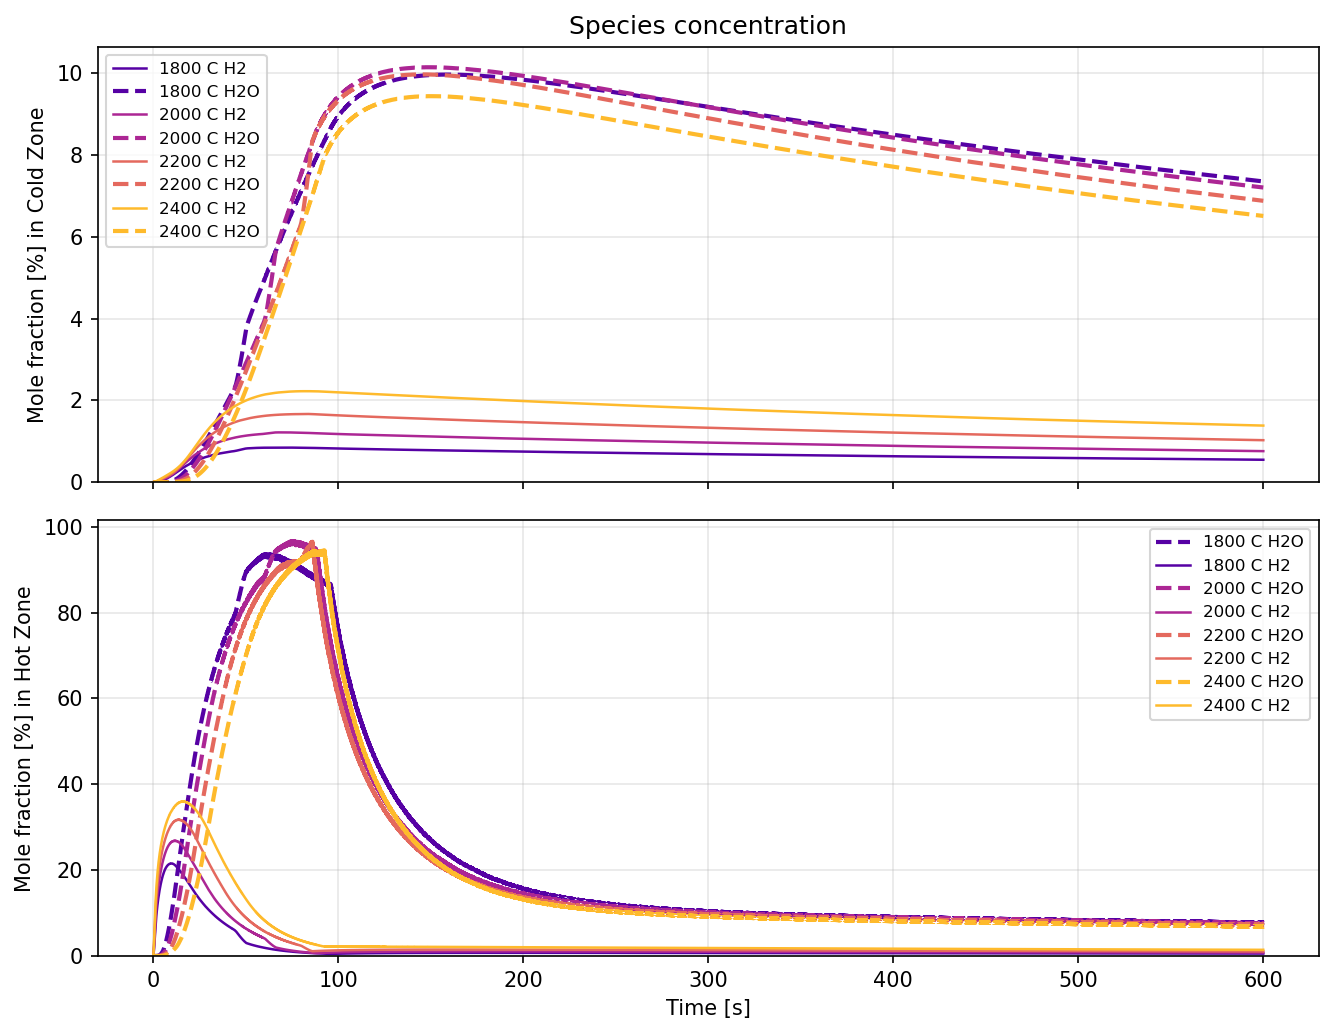 Species concentration
Mole fraction [%] in Cold Zone
10
8
6
4
2
0
1800 C H2
1800 C H2O
2000 C H2
2000 C H2O
2200 C H2
2200 C H2O
2400 C H2
2400 C H2O
Mole fraction [%] in Hot Zone
100
80
60
40
20
0
1800 C H2O
1800 C H2
2000 C H2O
2000 C H2
2200 C H2O
2200 C H2
2400 C H2O
2400 C H2
0 100 200 300 400 500 600
Time [s]